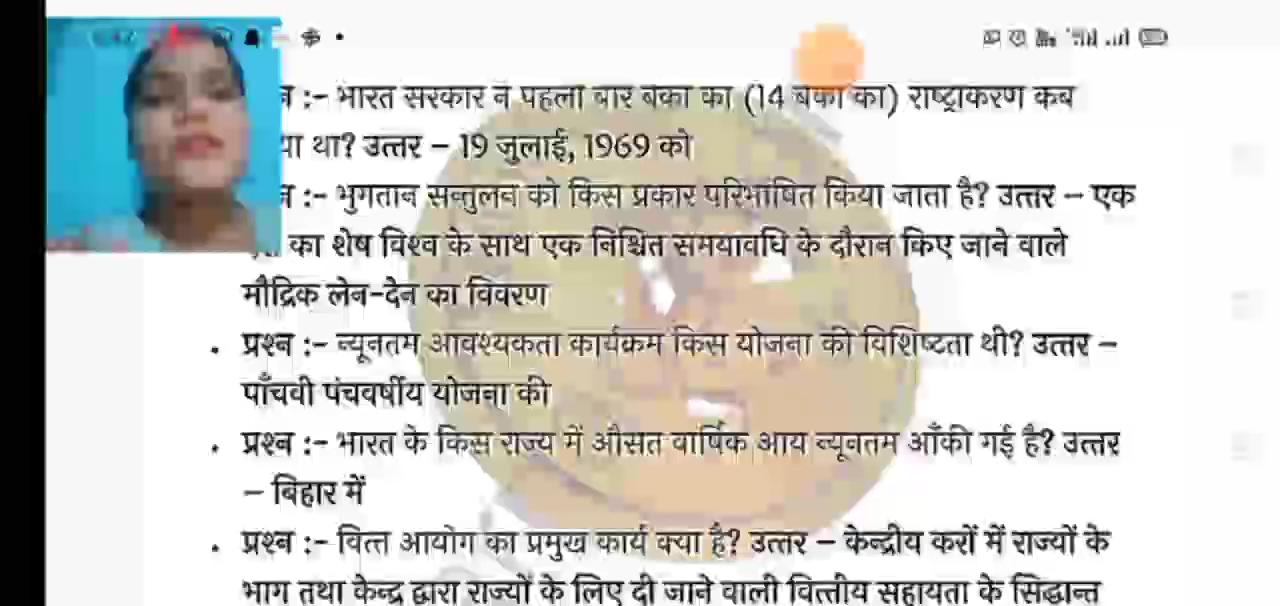 :- भारत सरकार ने पहली बार बैंकों का (14 बैंकों का) राष्ट्रीकरण कब
था? उत्तर – 19 जुलाई, 1969 को
:- भुगतान सन्तुलन को किस प्रकार परिभाषित किया जाता है? उत्तर – एक
का शेष विश्व के साथ एक निश्चित समयावधि के दौरान किए जाने वाले
मौद्रिक लेन-देन का विवरण
• प्रश्न :- न्यूनतम आवश्यकता कार्यक्रम किस योजना की विशिष्टता थी? उत्तर –
पाँचवी पंचवर्षीय योजना की
• प्रश्न :- भारत के किस राज्य में औसत वार्षिक आय न्यूनतम आँकी गई है? उत्तर
– बिहार में
• प्रश्न :- वित्त आयोग का प्रमुख कार्य क्या है? उत्तर – केन्द्रीय करों में राज्यों के
भाग तथा केन्द्र द्वारा राज्यों के लिए दी जाने वाली वित्तीय सहायता के सिद्धान्त